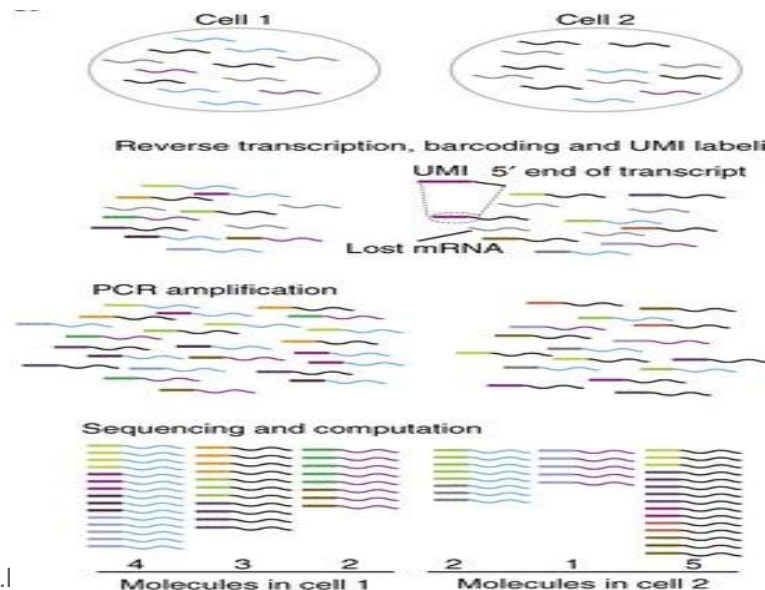 Cell 1 Cell 2
Reverse transcription, barcoding and UMI labeli
UMI 5′ end of transcript
Lost mRNA
PCR amplification
Sequencing and computation
4 3 2 2 1 5
Molecules in cell 1 Molecules in cell 2